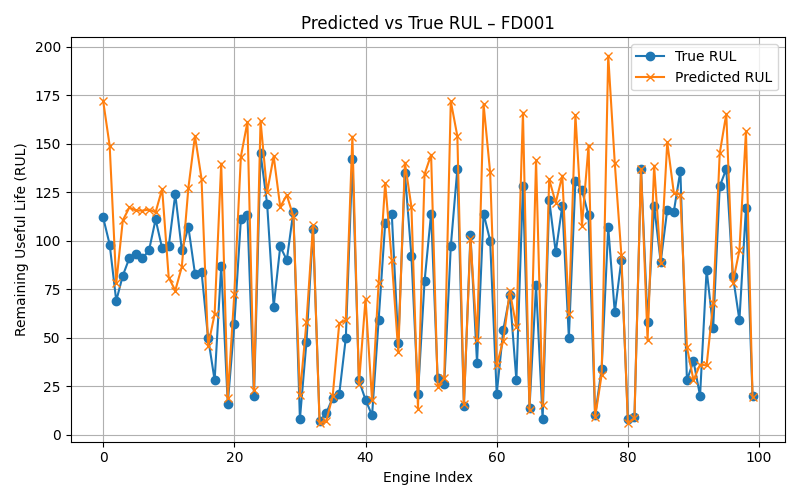 Predicted vs True RUL – FD001
200
175
150
125
100
75
50
25
0
Remaining Useful Life (RUL)
True RUL
Predicted RUL
0 20 40 60 80 100
Engine Index